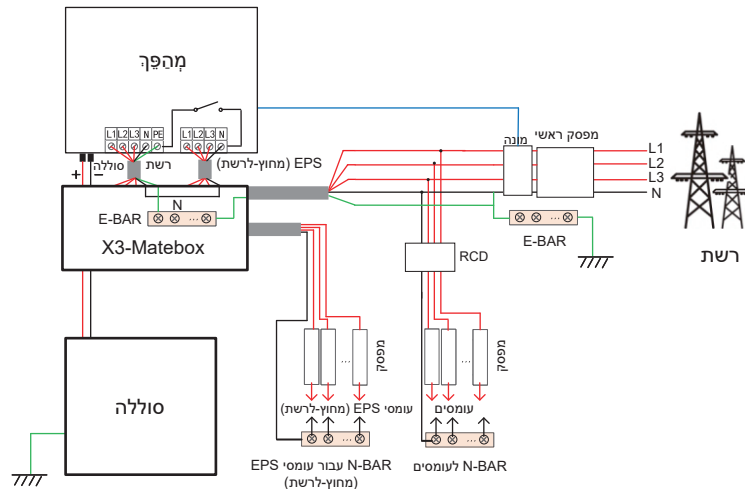 מְהַפֵּךְ
L1 L2 L3 N PE
L1 L2 L3 N
סוללה
רשת
EPS (מחוץ-לרשת)
+
−
N
E-BAR
...
X3-Matebox
סוללה
מונה
מפסק ראשי
L1
L2
L3
N
רשת
...
E-BAR
RCD
...
מפסק
...
מפסק
עומסי EPS (מחוץ-לרשת)
עומסים
...
...
N-BAR עבור עומסי EPS
(מחוץ-לרשת)
N-BAR לעומסים